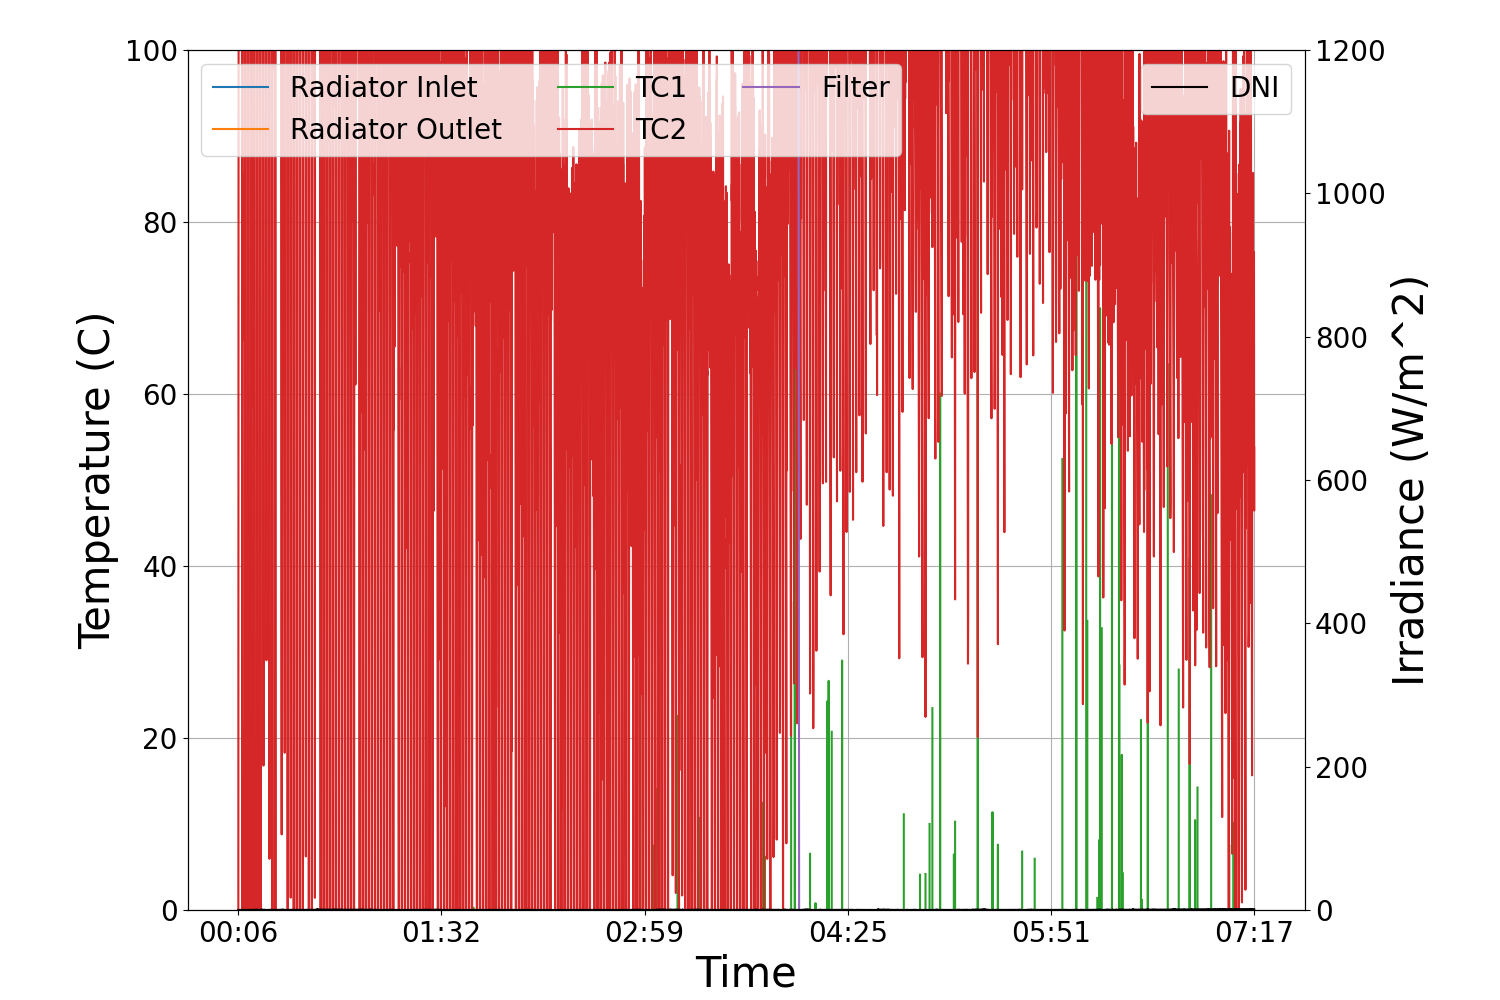 100
80
60
40
20
0
Temperature (C)
Radiator Inlet
Radiator Outlet
TC1
TC2
Filter
DNI
1200
1000
800
600
400
200
0
Irradiance (W/m^2)
00:06
01:32
02:59
04:25
05:51
07:17
Time